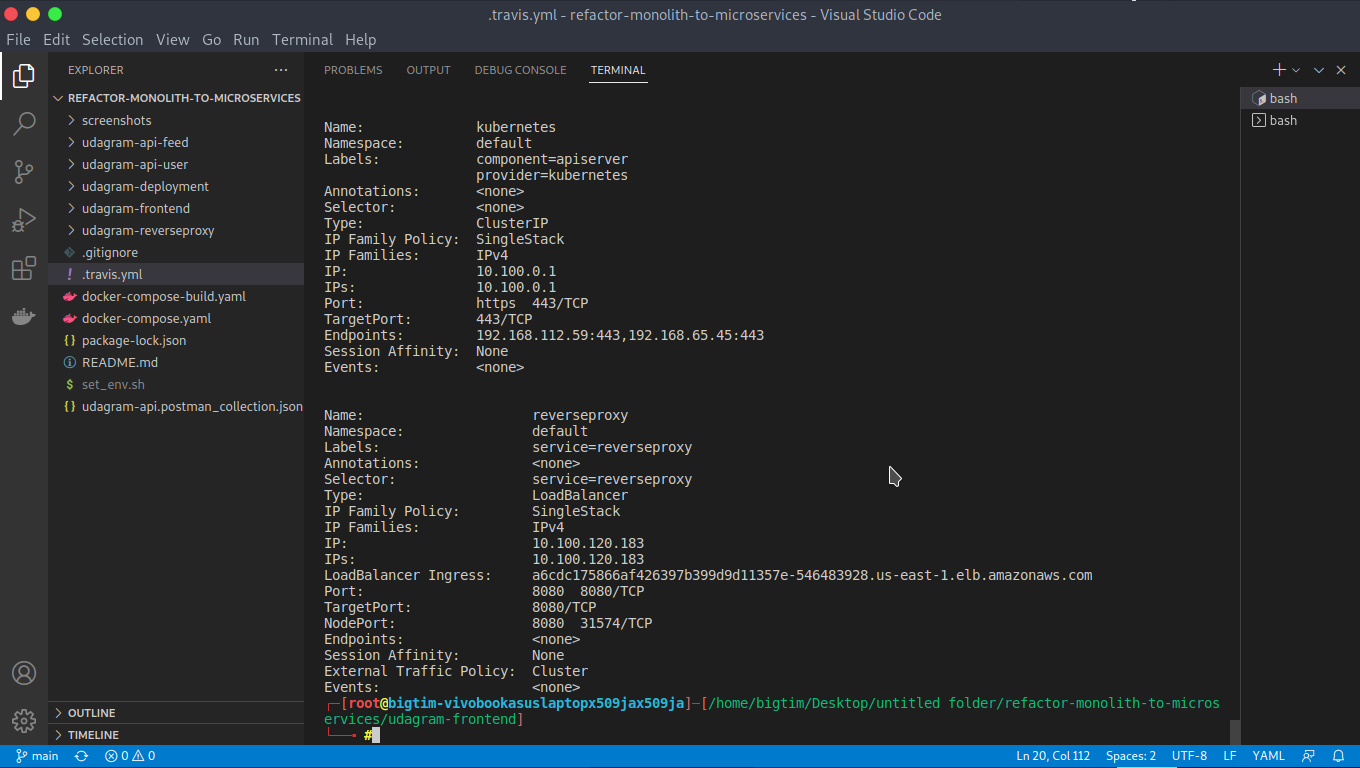 .travis.yml - refactor-monolith-to-microservices - Visual Studio Code
File Edit Selection View Go Run Terminal Help
EXPLORER
REFACTOR-MONOLITH-TO-MICROSERVICES
screenshots
udagram-api-feed
udagram-api-user
udagram-deployment
udagram-frontend
udagram-reverseproxy
.gitignore
! .travis.yml
docker-compose-build.yaml
docker-compose.yaml
{} package-lock.json
README.md
$ set_env.sh
{} udagram-api.postman_collection.json
OUTLINE
TIMELINE
PROBLEMS OUTPUT DEBUG CONSOLE TERMINAL
Name: kubernetes
Namespace: default
Labels: component=apiserver
provider=kubernetes
Annotations: <none>
Selector: <none>
Type: ClusterIP
IP Family Policy: SingleStack
IP Families: IPv4
IP: 10.100.0.1
IPs: 10.100.0.1
Port: https 443/TCP
TargetPort: 443/TCP
Endpoints: 192.168.112.59:443,192.168.65.45:443
Session Affinity: None
Events: <none>
Name: reverseproxy
Namespace: default
Labels: service=reverseproxy
Annotations: <none>
Selector: service=reverseproxy
Type: LoadBalancer
IP Family Policy: SingleStack
IP Families: IPv4
IP: 10.100.120.183
IPs: 10.100.120.183
LoadBalancer Ingress: a6cdc175866af426397b399d9d11357e-546483928.us-east-1.elb.amazonaws.com
Port: 8080 8080/TCP
TargetPort: 8080/TCP
NodePort: 8080 31574/TCP
Endpoints: <none>
Session Affinity: None
External Traffic Policy: Cluster
Events: <none>
┌─[root@bigtim-vivobookasuslaptopx509jax509ja]─[/home/bigtim/Desktop/untitled folder/refactor-monolith-to-micros
ervices/udagram-frontend]
└──╼ #
bash
bash
main 0 0 Ln 20, Col 112 Spaces: 2 UTF-8 LF YAML